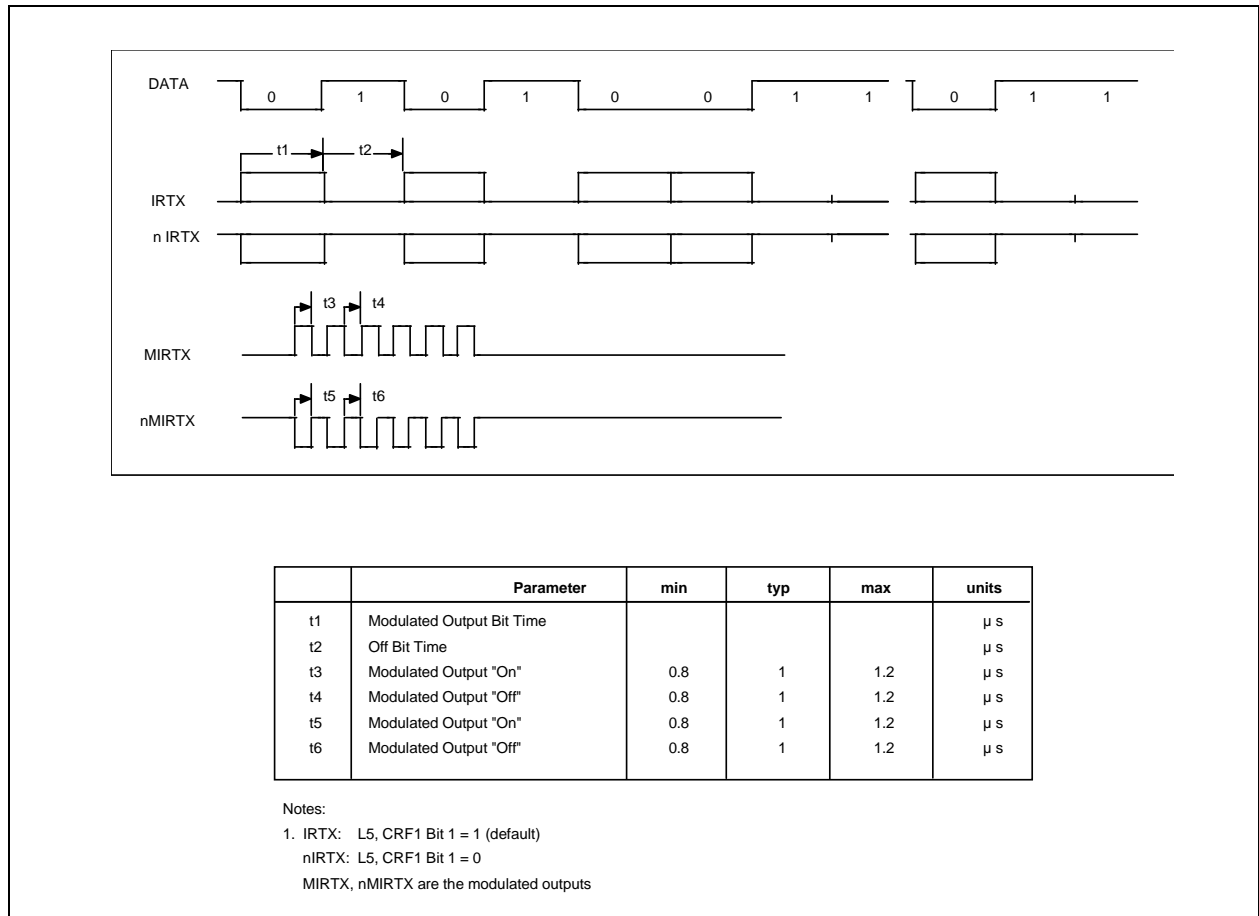 DATA 0 1 0 1 0 0 1 1 0 1 1
t1 t2
IRTX
n IRTX
t3 t4
MIRTX
t5 t6
nMIRTX
Parameter min typ max units
t1 Modulated Output Bit Time µ s
t2 Off Bit Time µ s
t3 Modulated Output "On" 0.8 1 1.2 µ s
t4 Modulated Output "Off" 0.8 1 1.2 µ s
t5 Modulated Output "On" 0.8 1 1.2 µ s
t6 Modulated Output "Off" 0.8 1 1.2 µ s
Notes:
1. IRTX: L5, CRF1 Bit 1 = 1 (default)
nIRTX: L5, CRF1 Bit 1 = 0
MIRTX, nMIRTX are the modulated outputs